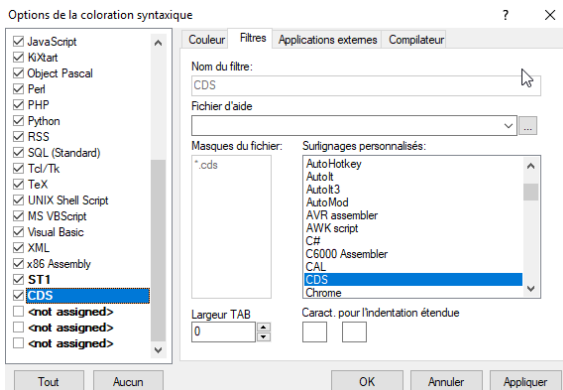 Options de la coloration syntaxique
?
JavaScript
KiXtart
Object Pascal
Perl
PHP
Python
RSS
SQL (Standard)
Tcl/Tk
TeX
UNIX Shell Script
MS VBScript
Visual Basic
XML
x86 Assembly
ST1
CDS
<not assigned>
<not assigned>
<not assigned>
Tout
Aucun
Couleur
Filtres
Applications externes
Compilateur
Nom du filtre:
CDS
Fichier d'aide
...
Masques du fichier:
*.cds
Surlignages personnalisés:
AutoHotkey
AutoIt
AutoIt3
AutoMod
AVR assembler
AWK script
C#
C6000 Assembler
CAL
CDS
Chrome
Largeur TAB
0
Caract. pour l'indentation étendue
OK
Annuler
Appliquer